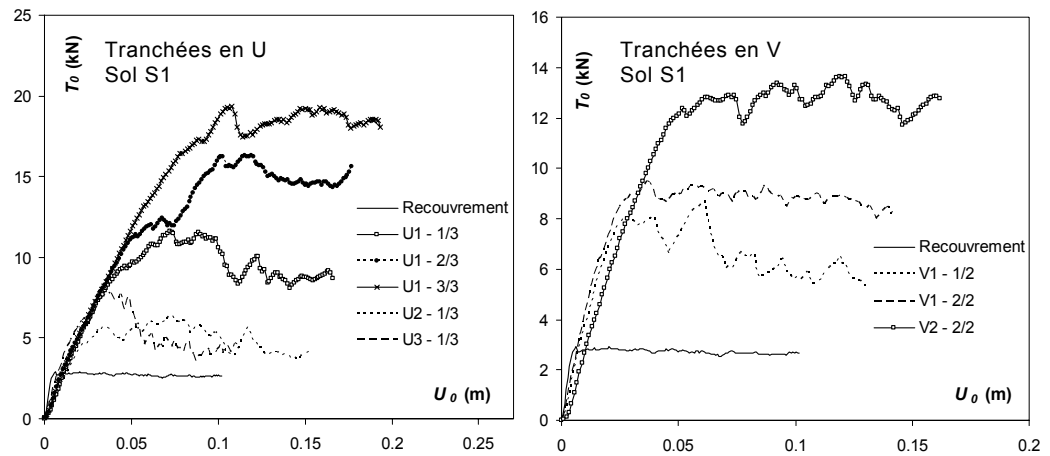 25
20
15
10
5
0
T₀ (kN)
Tranchées en U
Sol S1
Recouvrement
U1 - 1/3
U1 - 2/3
U1 - 3/3
U2 - 1/3
U3 - 1/3
U₀ (m)
0 0.05 0.1 0.15 0.2 0.25
16
14
12
10
8
6
4
2
0
T₀ (kN)
Tranchées en V
Sol S1
Recouvrement
V1 - 1/2
V1 - 2/2
V2 - 2/2
U₀ (m)
0 0.05 0.1 0.15 0.2